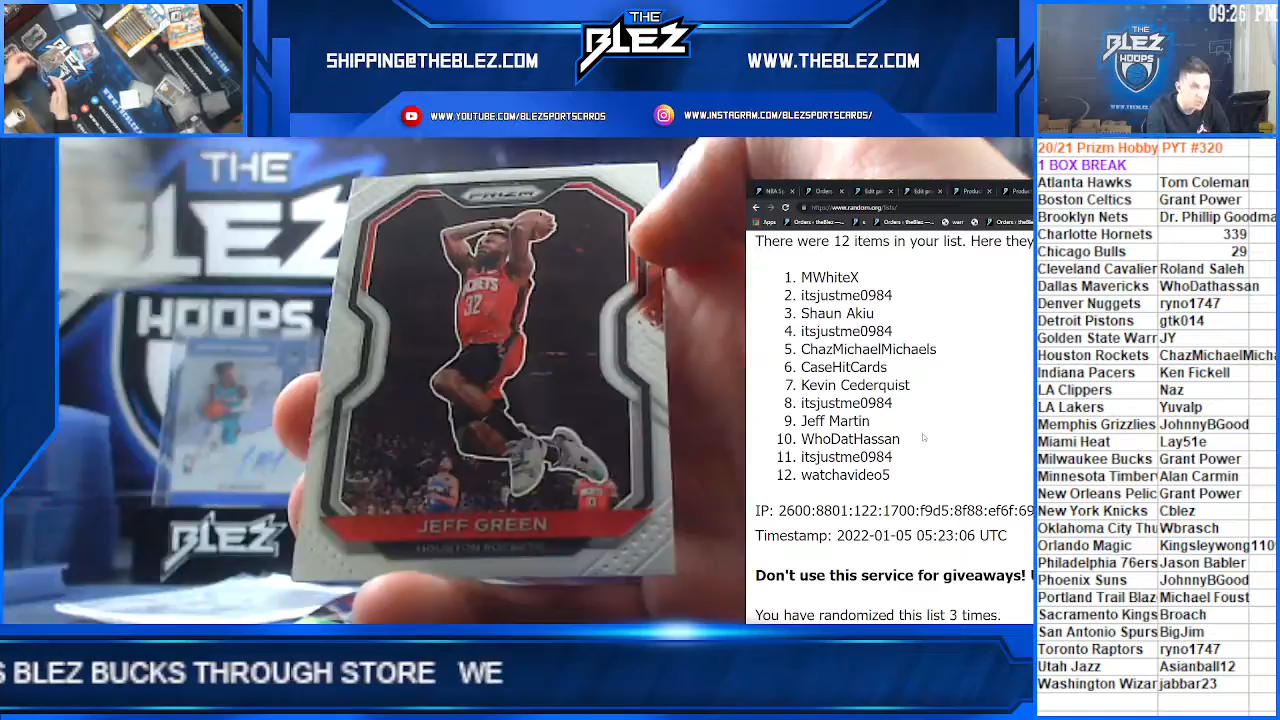 THE
BLEZ
SHIPPING@THEBLEZ.COM
WWW.THEBLEZ.COM
WWW.YOUTUBE.COM/BLEZSPORTSCARDS
WWW.INSTAGRAM.COM/BLEZSPORTSCARDS/
09:26 PM
THE
BLEZ
HOOPS
THE
HOOPS
BLEZ
PRIZM
32
JEFF GREEN
HOUSTON ROCKETS
https://www.random.org/lists/
There were 12 items in your list. Here they
1. MWhiteX
2. itsjustme0984
3. Shaun Akiu
4. itsjustme0984
5. ChazMichaelMichaels
6. CaseHitCards
7. Kevin Cederquist
8. itsjustme0984
9. Jeff Martin
10. WhoDatHassan
11. itsjustme0984
12. watchavideo5
IP: 2600:8801:122:1700:f9d5:8f88:ef6f:69
Timestamp: 2022-01-05 05:23:06 UTC
Don't use this service for giveaways!
You have randomized this list 3 times.
20/21 Prizm Hobby PYT #320
1 BOX BREAK
Atlanta Hawks Tom Coleman
Boston Celtics Grant Power
Brooklyn Nets Dr. Phillip Goodma
Charlotte Hornets 339
Chicago Bulls 29
Cleveland Cavalier Roland Saleh
Dallas Mavericks WhoDathassan
Denver Nuggets ryno1747
Detroit Pistons gtk014
Golden State Warr JY
Houston Rockets ChazMichaelMicha
Indiana Pacers Ken Fickell
LA Clippers Naz
LA Lakers Yuvalp
Memphis Grizzlies JohnnyBGood
Miami Heat Lay51e
Milwaukee Bucks Grant Power
Minnesota Timber Alan Carmin
New Orleans Pelic Grant Power
New York Knicks Cblez
Oklahoma City Thu Wbrasch
Orlando Magic Kingsleywong110
Philadelphia 76ers Jason Babler
Phoenix Suns JohnnyBGood
Portland Trail Blaz Michael Foust
Sacramento Kings Broach
San Antonio Spurs BigJim
Toronto Raptors ryno1747
Utah Jazz Asianball12
Washington Wizar jabbar23
S BLEZ BUCKS THROUGH STORE WE